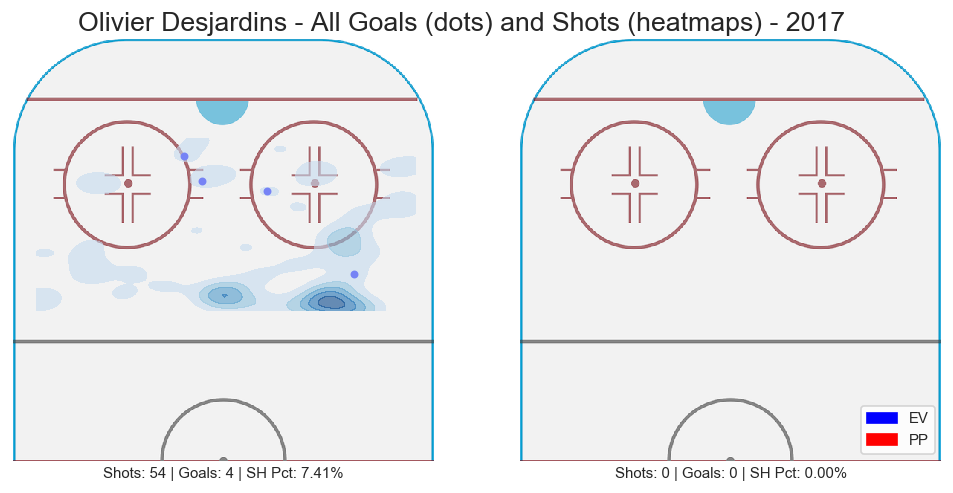 Olivier Desjardins - All Goals (dots) and Shots (heatmaps) - 2017
EV
PP
Shots: 54 | Goals: 4 | SH Pct: 7.41%
Shots: 0 | Goals: 0 | SH Pct: 0.00%